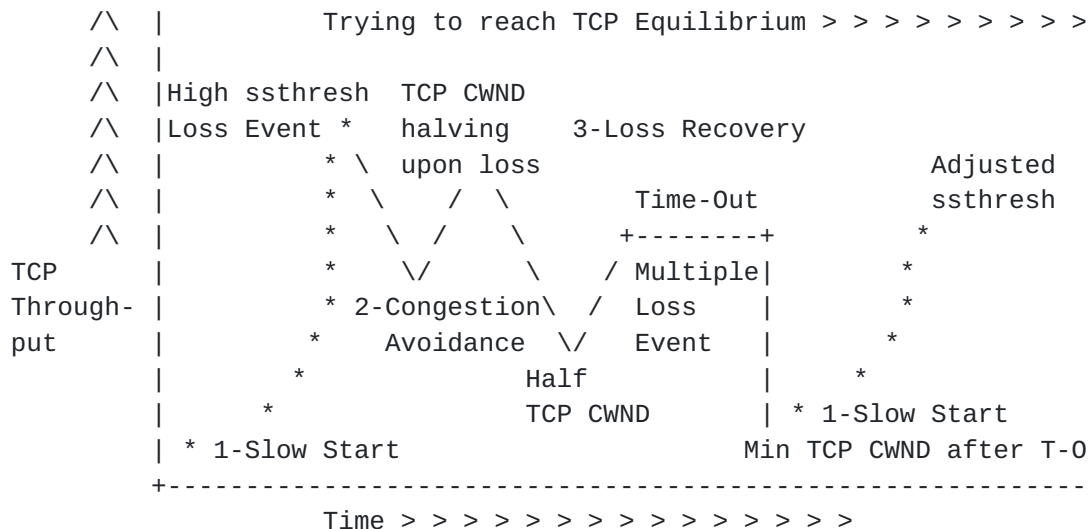 /\  |          Trying to reach TCP Equilibrium > > > > > > > > >
/\  |
/\  |High ssthresh  TCP CWND
/\  |Loss Event *   halving    3-Loss Recovery
/\  |          * \  upon loss                         Adjusted
/\  |          *  \    /  \        Time-Out           ssthresh
/\  |          *   \  /    \      +--------+         *
TCP      |          *    \/      \    / Multiple|        *
Through- |          * 2-Congestion\  /  Loss    |        *
put      |         *    Avoidance  \/   Event   |       *
|        *              Half           |     *
|      *                TCP CWND       | * 1-Slow Start
| * 1-Slow Start                      Min TCP CWND after T-O
+-----------------------------------------------------------
Time > > > > > > > > > > > > > > >